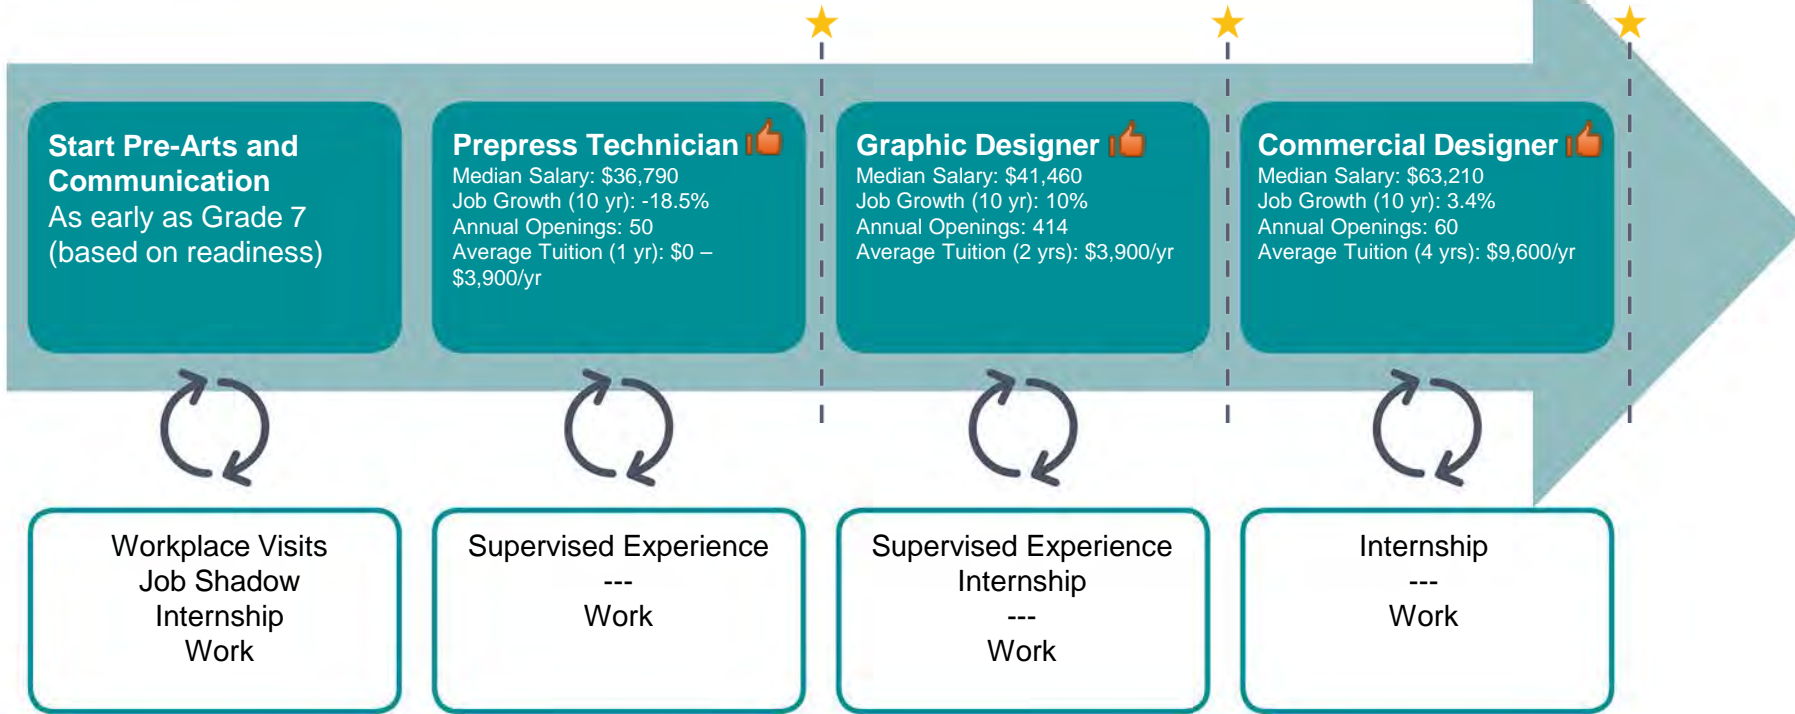 Start Pre-Arts and
Communication
As early as Grade 7
(based on readiness)
Prepress Technician
Median Salary: $36,790
Job Growth (10 yr): -18.5%
Annual Openings: 50
Average Tuition (1 yr): $0 –
$3,900/yr
Graphic Designer
Median Salary: $41,460
Job Growth (10 yr): 10%
Annual Openings: 414
Average Tuition (2 yrs): $3,900/yr
Commercial Designer
Median Salary: $63,210
Job Growth (10 yr): 3.4%
Annual Openings: 60
Average Tuition (4 yrs): $9,600/yr
Workplace Visits
Job Shadow
Internship
Work
Supervised Experience
---
Work
Supervised Experience
Internship
---
Work
Internship
---
Work